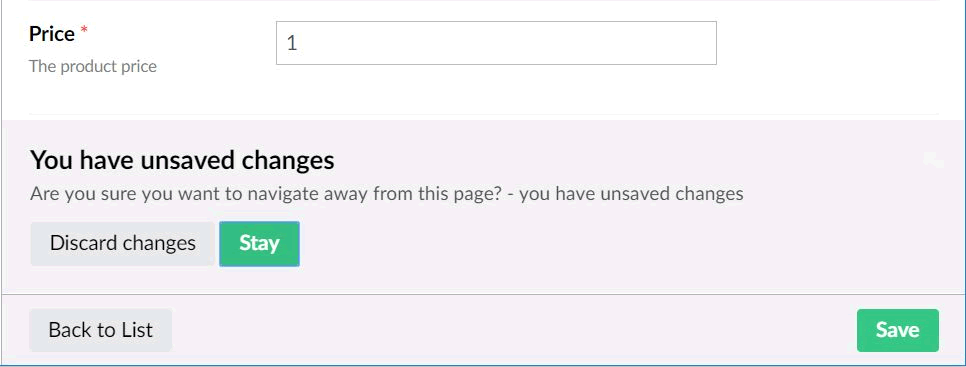 Price *
1
The product price
You have unsaved changes
Are you sure you want to navigate away from this page? - you have unsaved changes
Discard changes Stay
Back to List Save